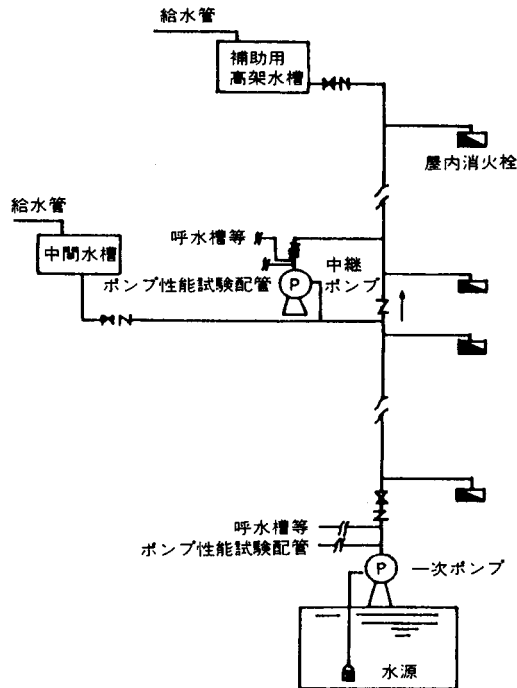 給水管
補助用
高架水槽
屋内消火栓
給水管
中間水槽
呼水槽等
中継
ポンプ性能試験配管
P
ポンプ
呼水槽等
ポンプ性能試験配管
P
一次ポンプ
水源